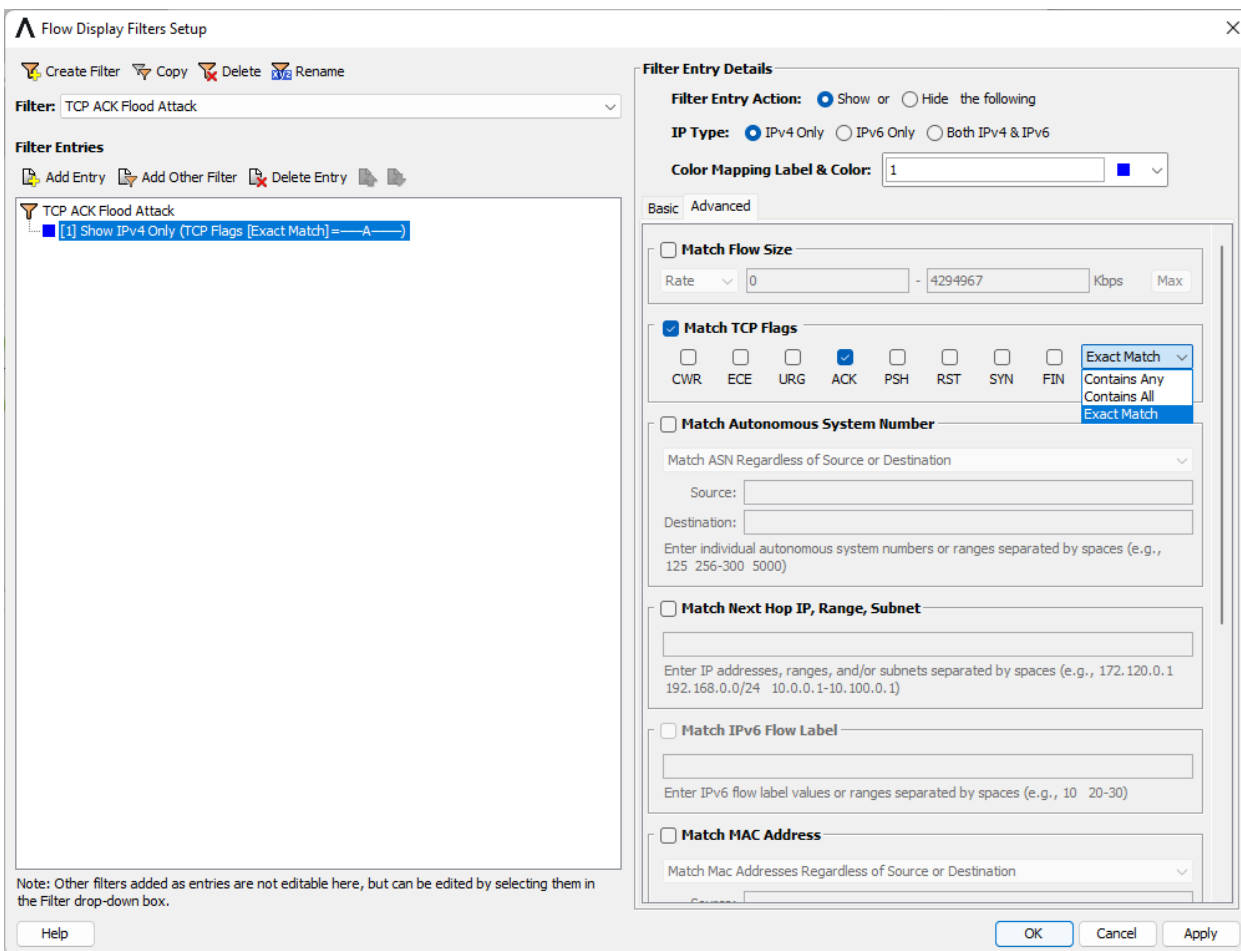 Flow Display Filters Setup
Create Filter Copy Delete Rename
Filter: TCP ACK Flood Attack
Filter Entries
Add Entry Add Other Filter Delete Entry
TCP ACK Flood Attack
[1] Show IPv4 Only (TCP Flags [Exact Match]=---A----)
Note: Other filters added as entries are not editable here, but can be edited by selecting them in
the Filter drop-down box.
Help
Filter Entry Details
Filter Entry Action: Show or Hide the following
IP Type: IPv4 Only IPv6 Only Both IPv4 & IPv6
Color Mapping Label & Color: 1
Basic Advanced
Match Flow Size
Rate 0 - 4294967 Kbps Max
Match TCP Flags
CWR ECE URG ACK PSH RST SYN FIN
Exact Match
Contains Any
Contains All
Exact Match
Match Autonomous System Number
Match ASN Regardless of Source or Destination
Source:
Destination:
Enter individual autonomous system numbers or ranges separated by spaces (e.g.,
125 256-300 5000)
Match Next Hop IP, Range, Subnet
Enter IP addresses, ranges, and/or subnets separated by spaces (e.g., 172.120.0.1
192.168.0.0/24 10.0.0.1-10.100.0.1)
Match IPv6 Flow Label
Enter IPv6 flow label values or ranges separated by spaces (e.g., 10 20-30)
Match MAC Address
Match Mac Addresses Regardless of Source or Destination
OK Cancel Apply